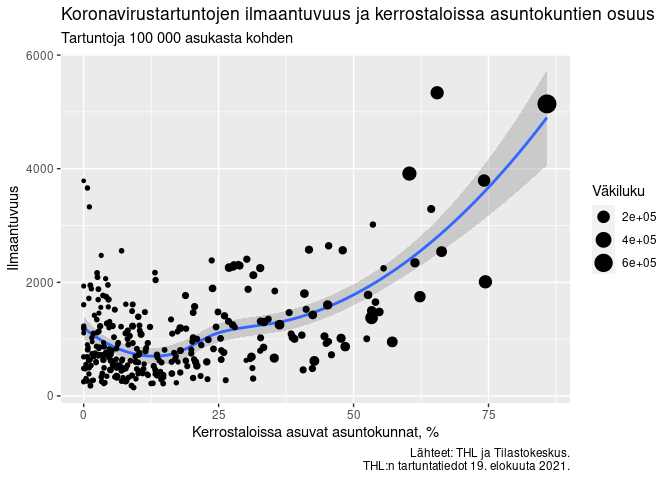 Koronavirustartuntojen ilmaantuvuus ja kerrostaloissa asuntokuntien osuus
Tartuntoja 100 000 asukasta kohden
6000
4000
2000
0
Ilmaantuvuus
0 25 50 75
Kerrostaloissa asuvat asuntokunnat, %
Väkiluku
2e+05
4e+05
6e+05
Lähteet: THL ja Tilastokeskus.
THL:n tartuntatiedot 19. elokuuta 2021.